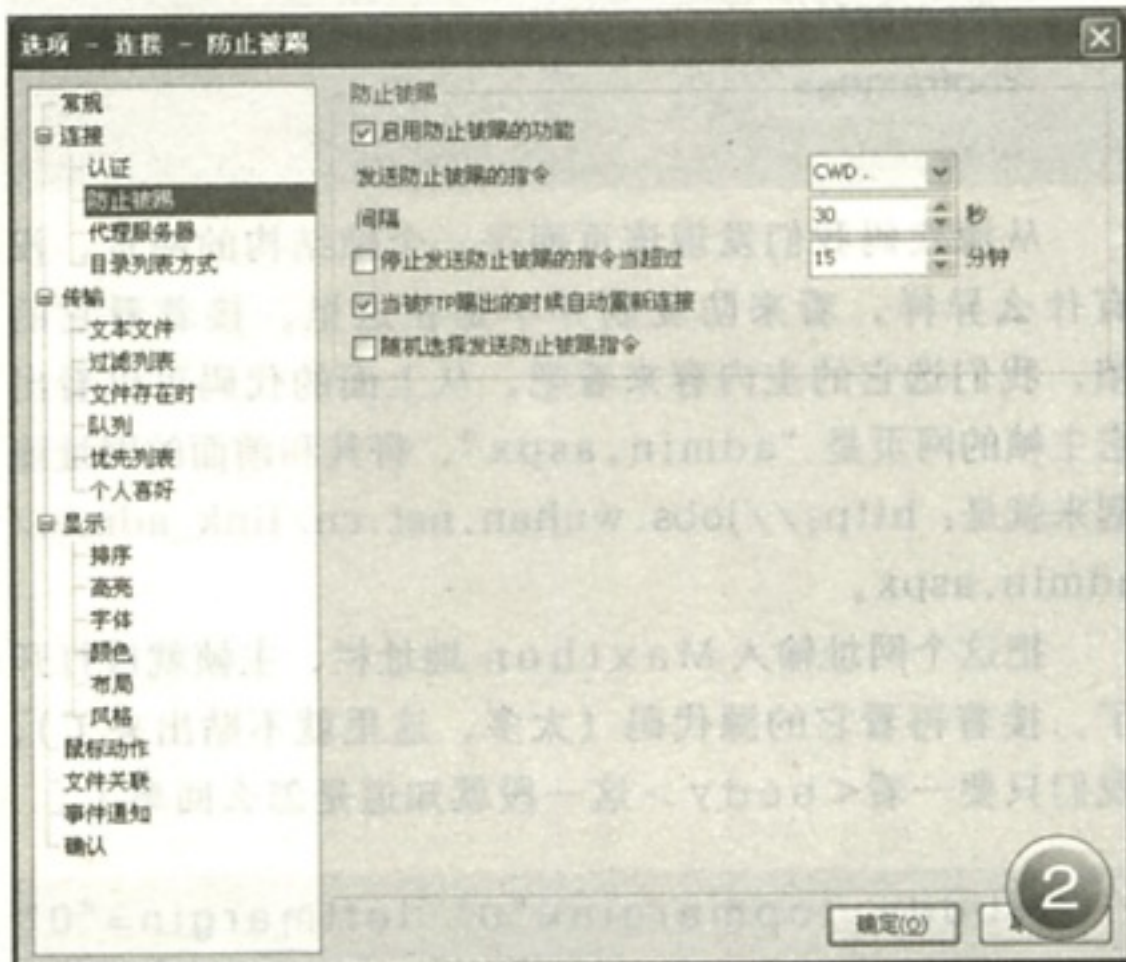 选项 - 连接 - 防止被踢
常规
连接
认证
防止被踢
代理服务器
目录列表方式
传输
文本文件
过滤列表
文件存在时
队列
优先列表
个人喜好
显示
排序
高亮
字体
颜色
布局
风格
鼠标动作
文件关联
事件通知
确认
防止被踢
启用防止被踢的功能
发送防止被踢的指令 CWD .
间隔 30 秒
停止发送防止被踢的指令当超过 15 分钟
当被FTP踢出的时候自动重新连接
随机选择发送防止被踢指令
确定(O)
2